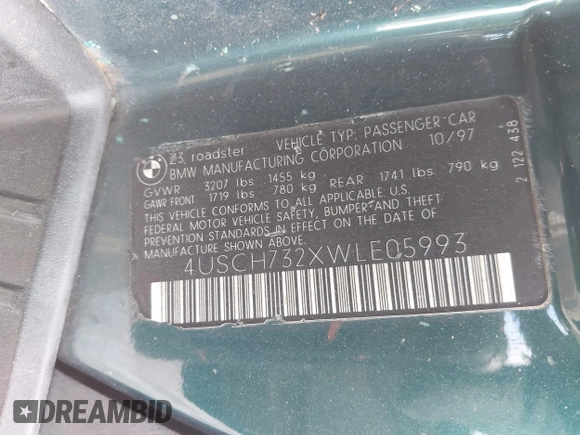 Z3, roadster VEHICLE TYP: PASSENGER CAR
BMW MANUFACTURING CORPORATION 10/97
GVWR 3207 lbs 1455 kg
GAWR FRONT 1719 lbs 780 kg REAR 1741 lbs 790 kg
THIS VEHICLE CONFORMS TO ALL APPLICABLE U.S.
FEDERAL MOTOR VEHICLE SAFETY, BUMPER AND THEFT
PREVENTION STANDARDS IN EFFECT ON THE DATE OF
MANUFACTURE SHOWN ABOVE.
4USCH732XWLE05993
2 122 438
DREAMBID